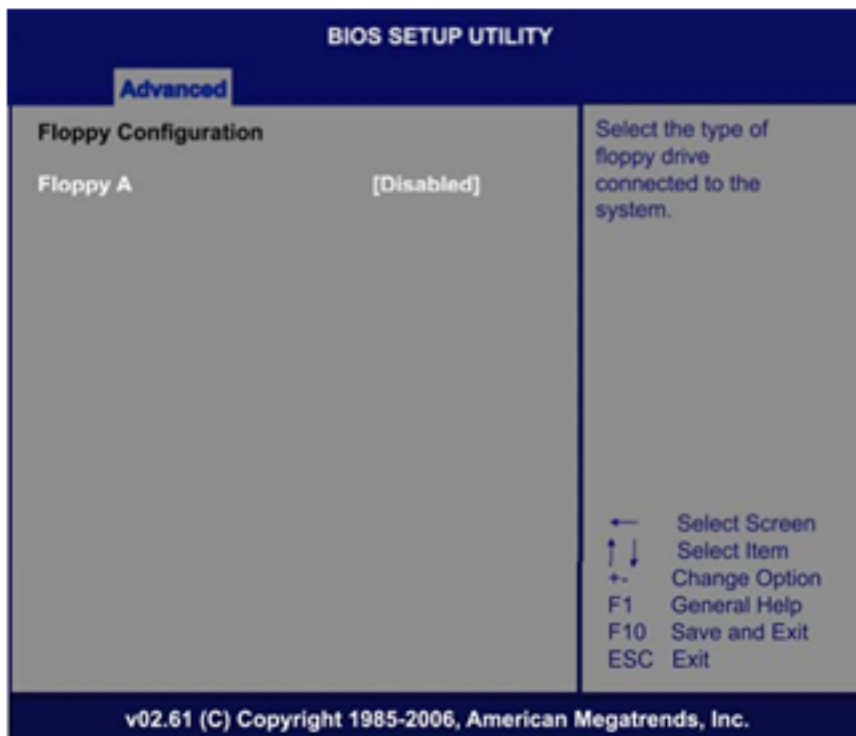 BIOS SETUP UTILITY
Advanced
Floppy Configuration
Floppy A [Disabled]
Select the type of
floppy drive
connected to the
system.
← Select Screen
↑↓ Select Item
+- Change Option
F1 General Help
F10 Save and Exit
ESC Exit
v02.61 (C) Copyright 1985-2006, American Megatrends, Inc.